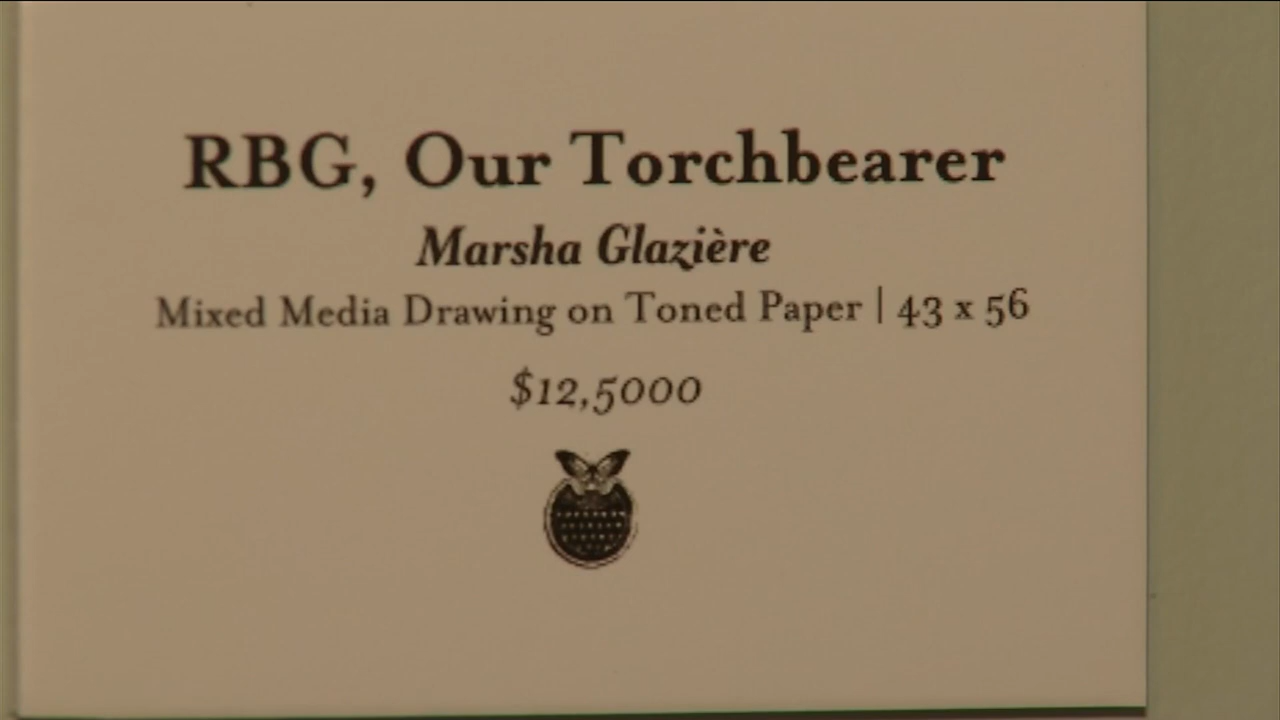 RBG, Our Torchbearer
Marsha Glazière
Mixed Media Drawing on Toned Paper | 43 x 56
$12,5000